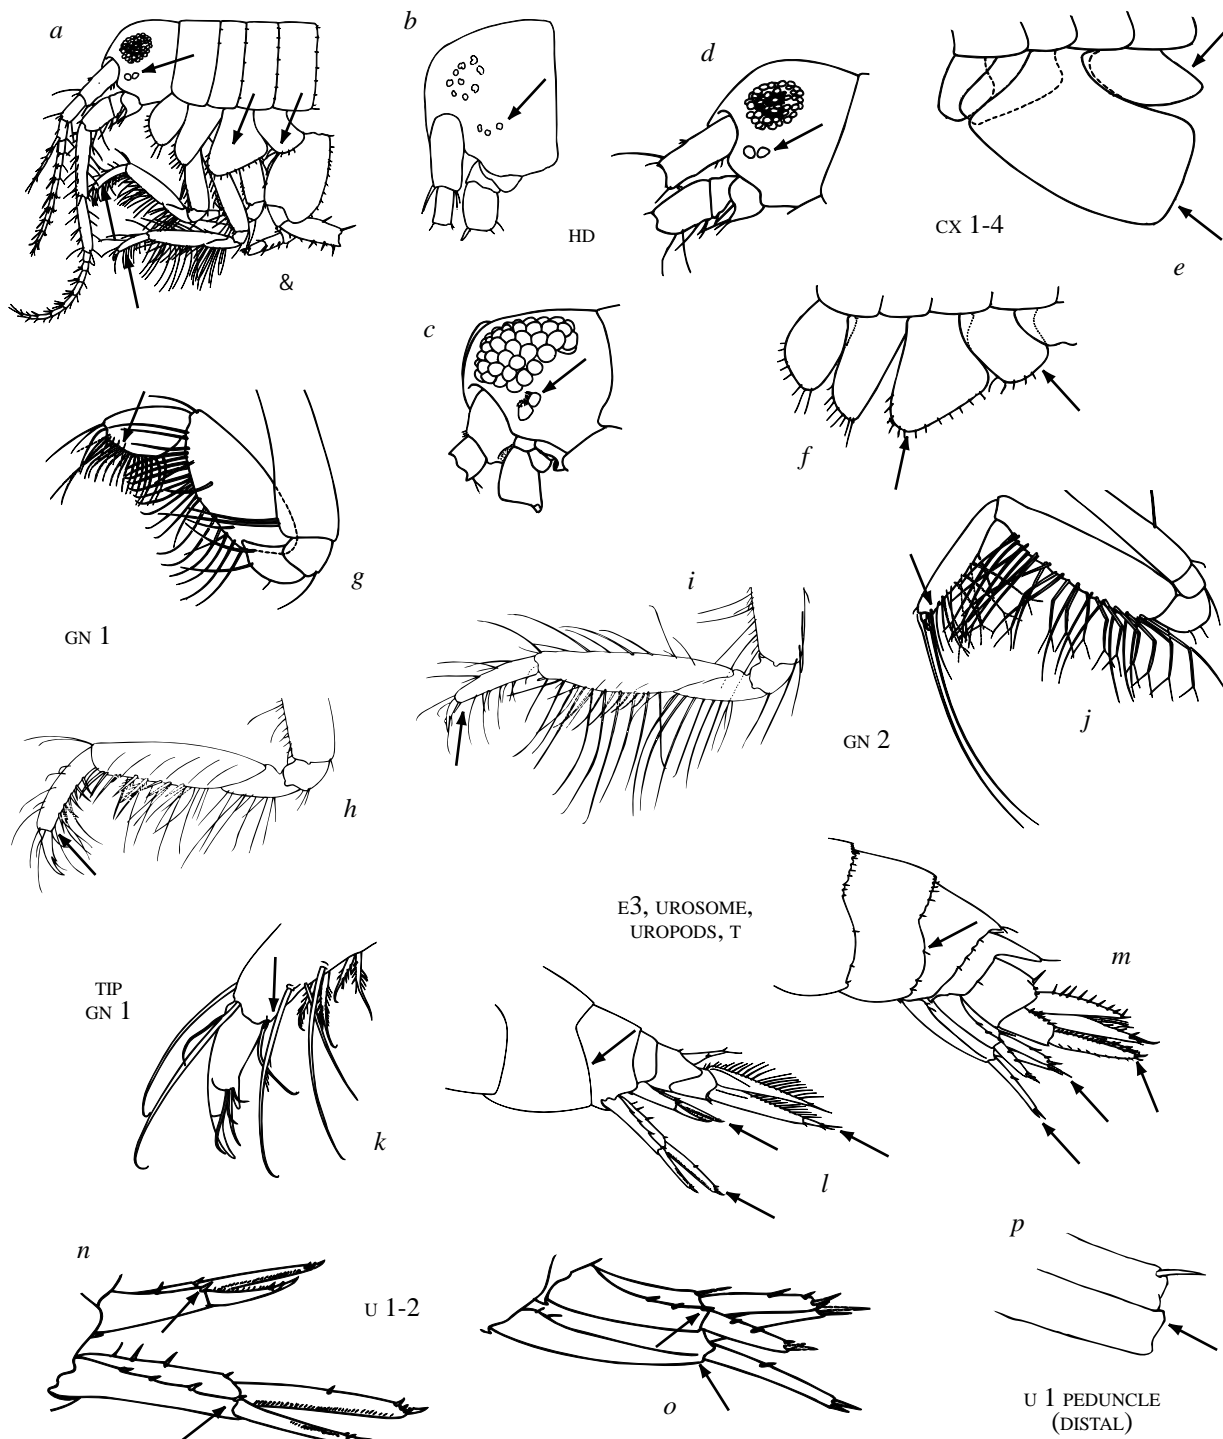 a
b
d
HD
CX 1-4
e
&
c
f
g
i
GN 1
GN 2
j
h
E3, UROSOME,
UROPODS, T
m
TIP
GN 1
k
l
n
p
U 1-2
o
U 1 PEDUNCLE
(DISTAL)